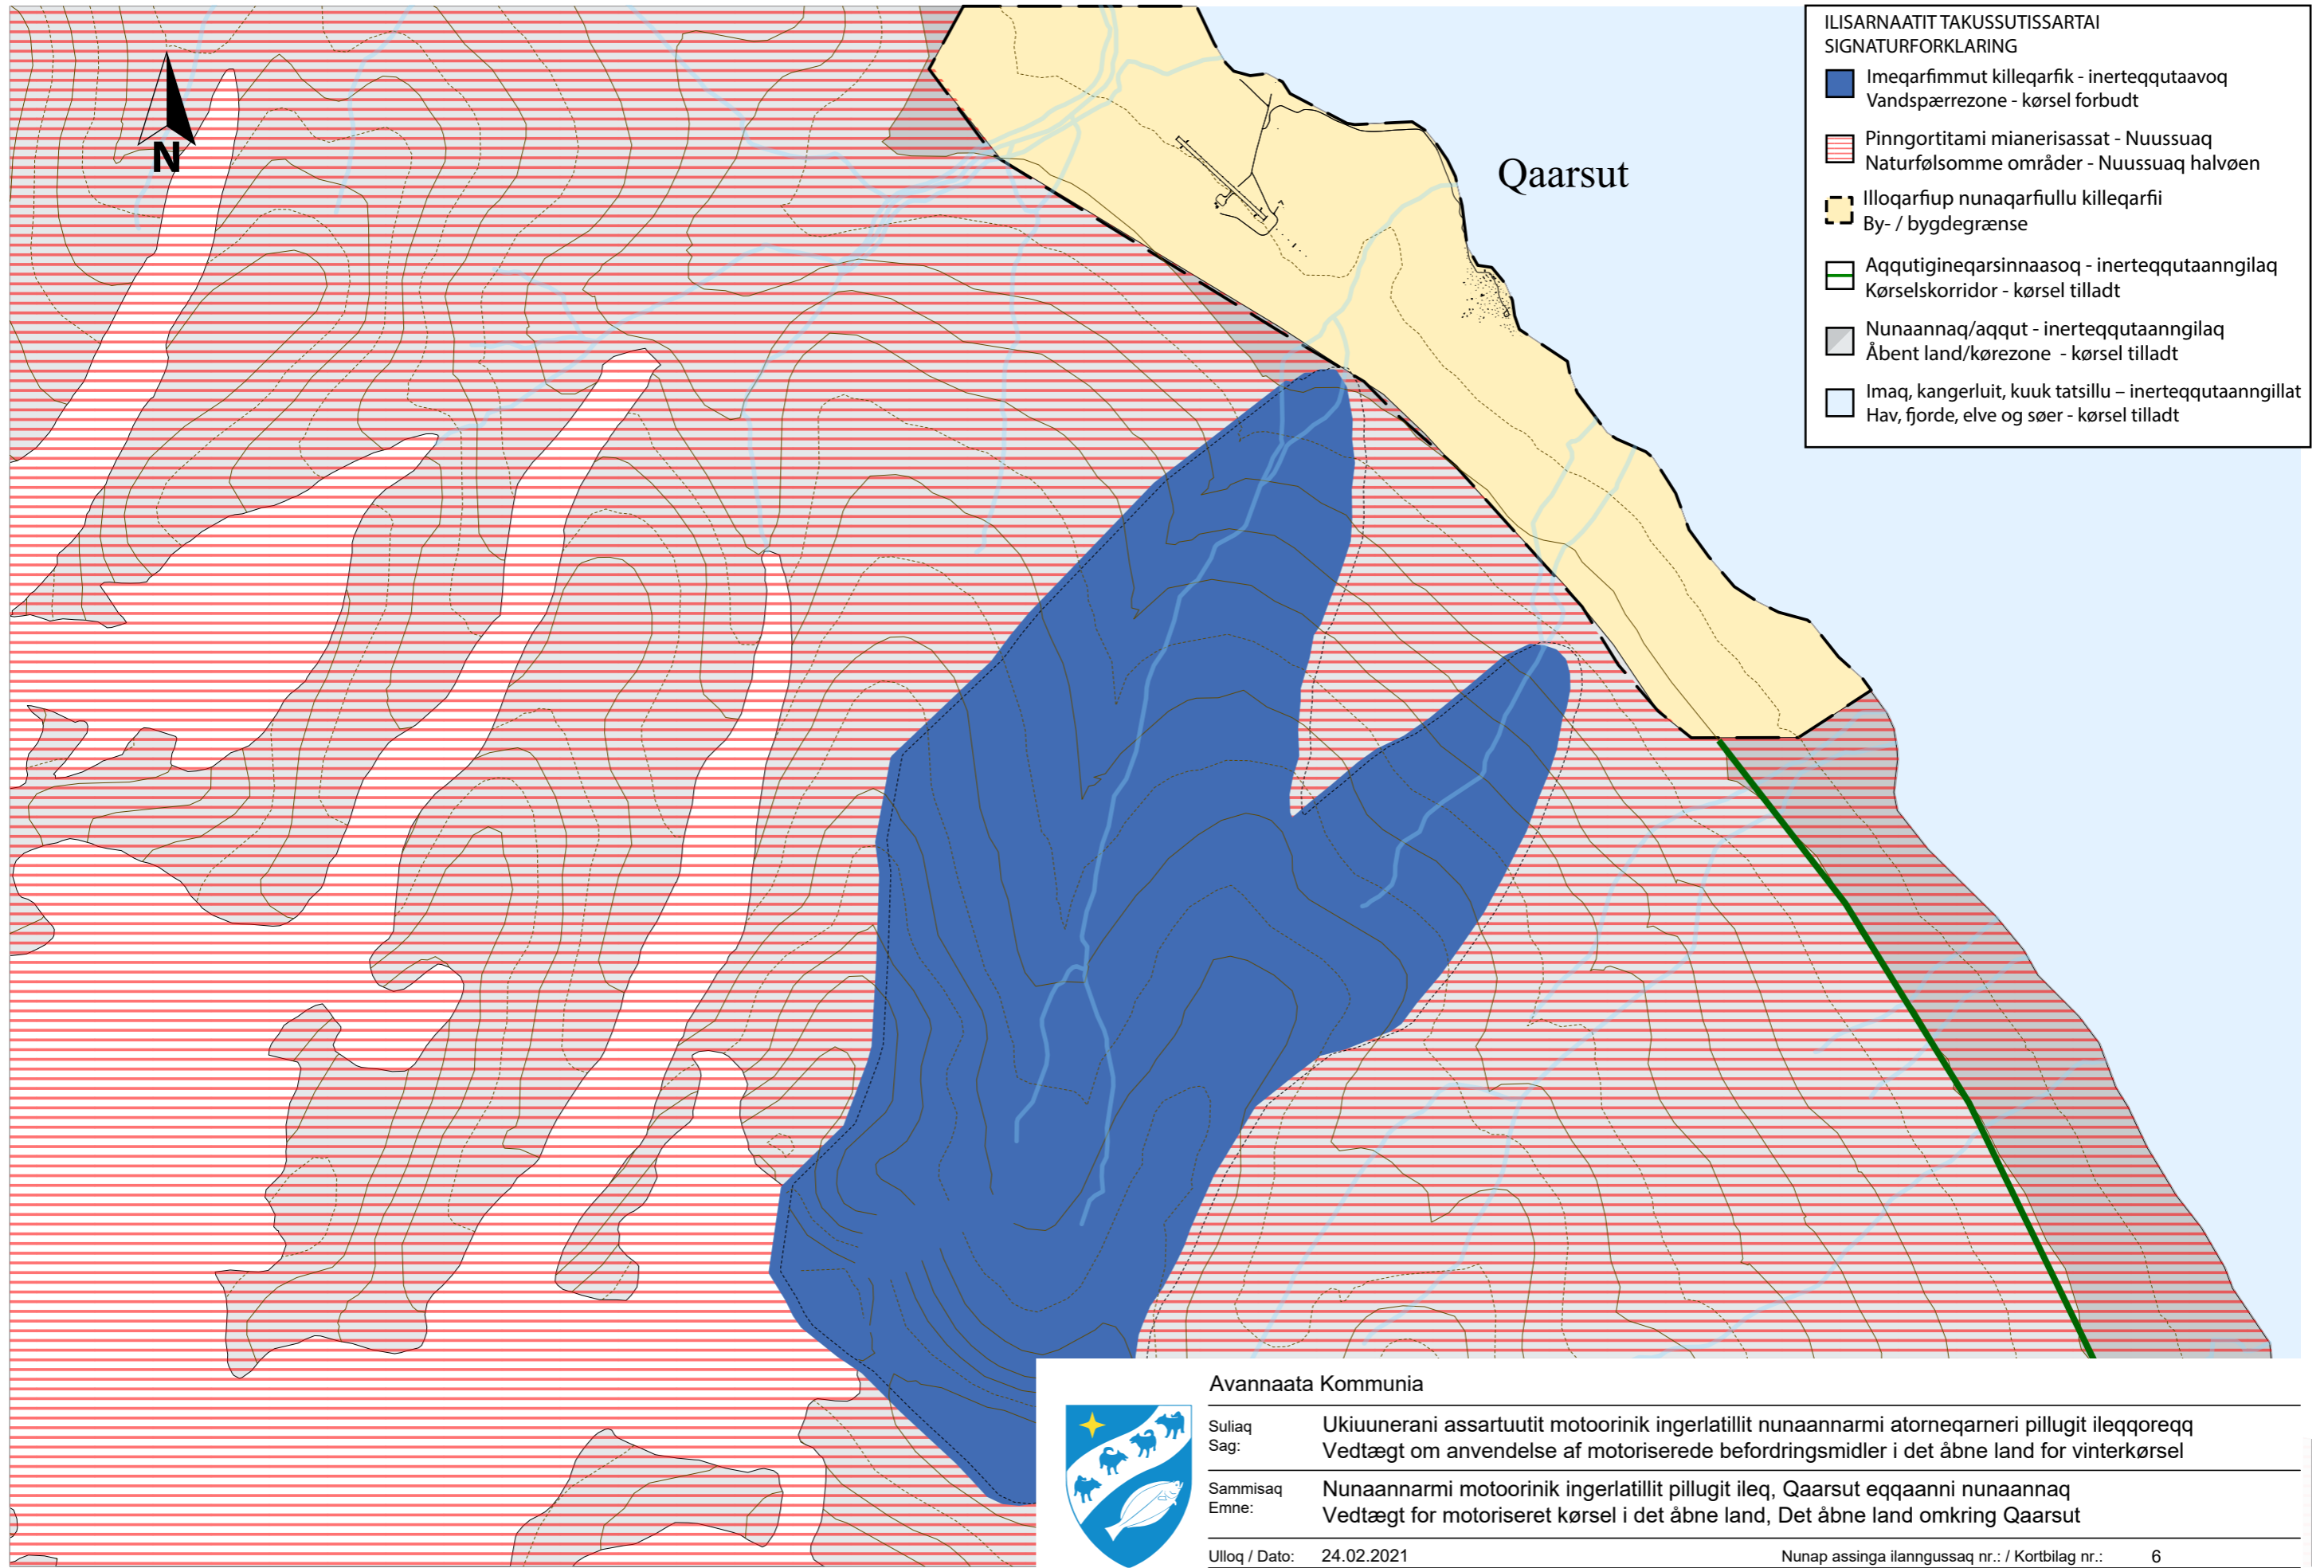 N
Qaarsut
ILISARNAATIT TAKUSSUTISSARTAI
SIGNATURFORKLARING
Imeqarfimmut killeqarfik - inerteqqutaavoq
Vandspærrezone - kørsel forbudt
Pinngortitami mianerisassat - Nuussuaq
Naturfølsomme områder - Nuussuaq halvøen
Illoqarfiup nunaqarfiullu killeqarfii
By- / bygdegrænse
Aqqutigineqarsinnaasoq - inerteqqutaanngilaq
Kørselskorridor - kørsel tilladt
Nunaannaq/aqqut - inerteqqutaanngilaq
Åbent land/kørezone - kørsel tilladt
Imaq, kangerluit, kuuk tatsillu – inerteqqutaanngillat
Hav, fjorde, elve og søer - kørsel tilladt
Avannaata Kommunia
Suliaq Ukiuunerani assartuutit motoorinik ingerlatillit nunaannarmi atorneqarneri pillugit ileqqoreqq
Sag: Vedtægt om anvendelse af motoriserede befordringsmidler i det åbne land for vinterkørsel
Sammisaq Nunaannarmi motoorinik ingerlatillit pillugit ileq, Qaarsut eqqaanni nunaannaq
Emne: Vedtægt for motoriseret kørsel i det åbne land, Det åbne land omkring Qaarsut
Ulloq / Dato: 24.02.2021 Nunap assinga ilanngussaq nr.: / Kortbilag nr.: 6